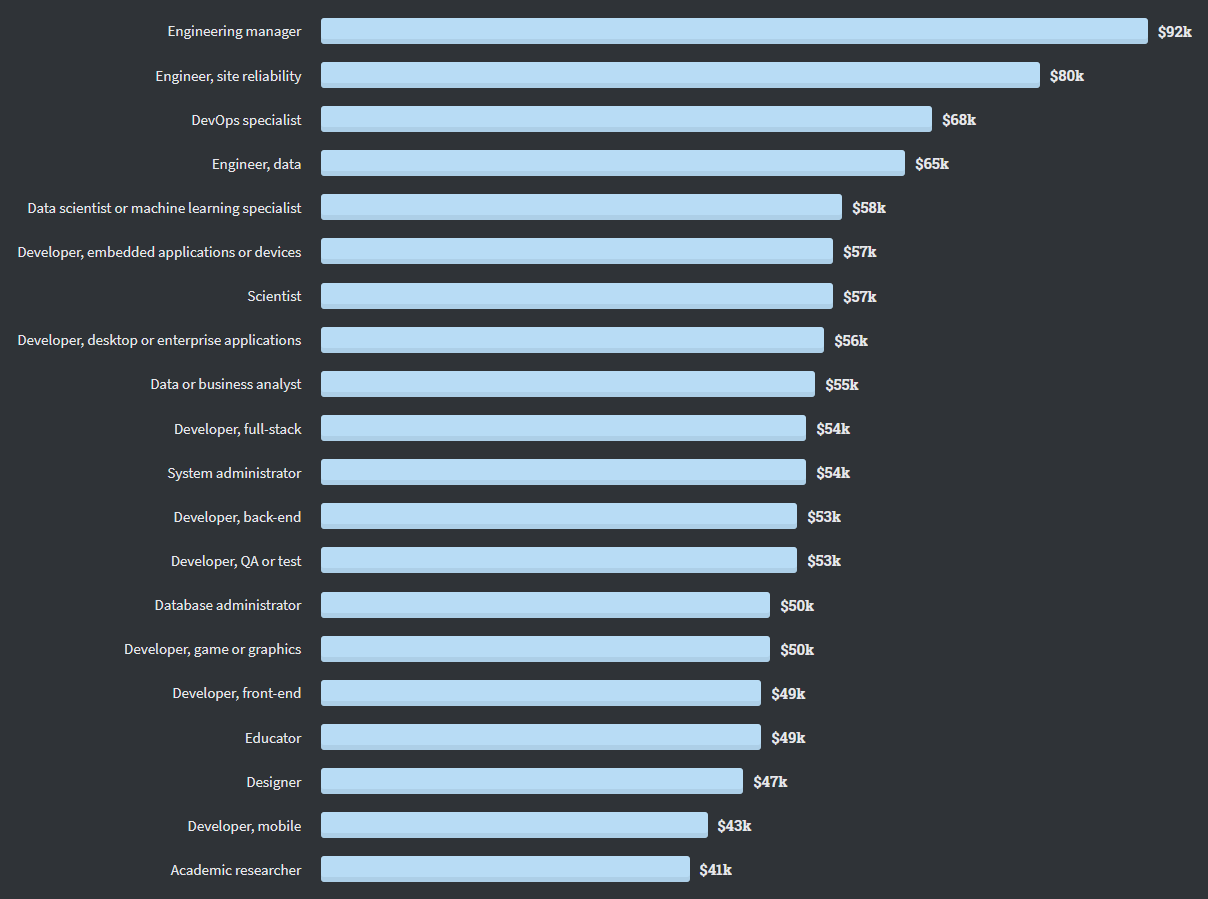 Engineering manager $92k
Engineer, site reliability $80k
DevOps specialist $68k
Engineer, data $65k
Data scientist or machine learning specialist $58k
Developer, embedded applications or devices $57k
Scientist $57k
Developer, desktop or enterprise applications $56k
Data or business analyst $55k
Developer, full-stack $54k
System administrator $54k
Developer, back-end $53k
Developer, QA or test $53k
Database administrator $50k
Developer, game or graphics $50k
Developer, front-end $49k
Educator $49k
Designer $47k
Developer, mobile $43k
Academic researcher $41k